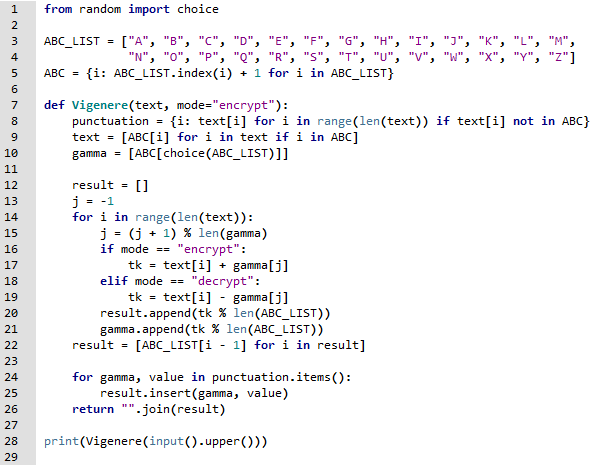 1 from random import choice
2
3 ABC_LIST = ["A", "B", "C", "D", "E", "F", "G", "H", "I", "J", "K", "L", "M",
4             "N", "O", "P", "Q", "R", "S", "T", "U", "V", "W", "X", "Y", "Z"]
5 ABC = {i: ABC_LIST.index(i) + 1 for i in ABC_LIST}
6
7 def Vigenere(text, mode="encrypt"):
8     punctuation = {i: text[i] for i in range(len(text)) if text[i] not in ABC}
9     text = [ABC[i] for i in text if i in ABC]
10     gamma = [ABC[choice(ABC_LIST)]]
11
12     result = []
13     j = -1
14     for i in range(len(text)):
15         j = (j + 1) % len(gamma)
16         if mode == "encrypt":
17             tk = text[i] + gamma[j]
18         elif mode == "decrypt":
19             tk = text[i] - gamma[j]
20         result.append(tk % len(ABC_LIST))
21         gamma.append(tk % len(ABC_LIST))
22     result = [ABC_LIST[i - 1] for i in result]
23
24     for gamma, value in punctuation.items():
25         result.insert(gamma, value)
26     return "".join(result)
27
28 print(Vigenere(input().upper()))
29